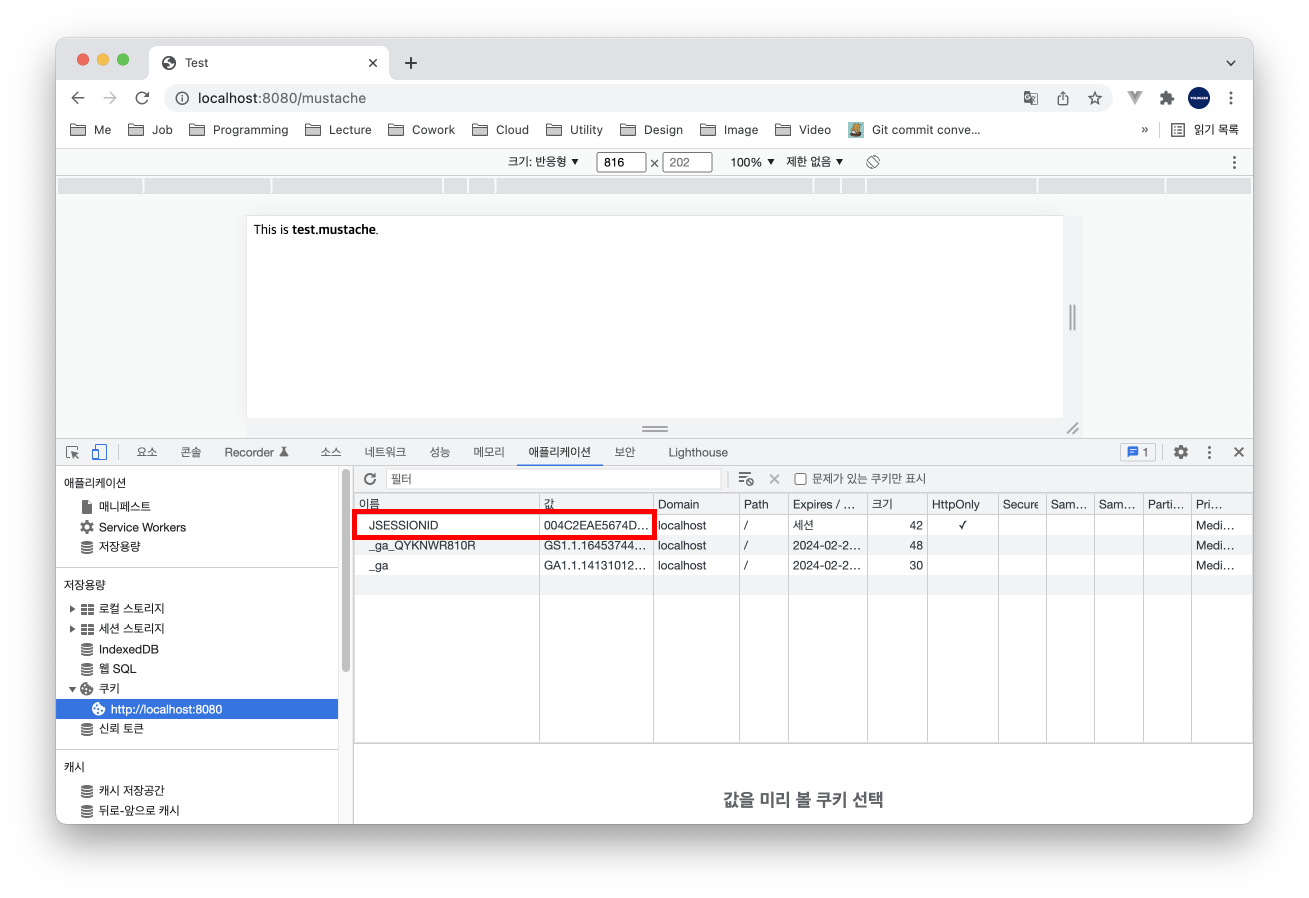 Test
localhost:8080/mustache
Me Job Programming Lecture Cowork Cloud Utility Design Image Video Git commit conve... » 읽기 목록
크기: 반응형 ▼ 816 × 202 100% ▼ 제한 없음 ▼
This is test.mustache.
요소 콘솔 Recorder 소스 네트워크 성능 메모리 애플리케이션 보안 Lighthouse 1
애플리케이션
매니페스트
Service Workers
저장용량
저장용량
로컬 스토리지
세션 스토리지
IndexedDB
웹 SQL
쿠키
http://localhost:8080
신뢰 토큰
캐시
캐시 저장공간
뒤로-앞으로 캐시
필터 문제가 있는 쿠키만 표시
이름 값 Domain Path Expires / ... 크기 HttpOnly Secure Sam... Sam... Parti... Pri...
JSESSIONID 004C2EAE5674D... localhost / 세션 42 ✓ Medi...
_ga_QYKNWR810R GS1.1.16453744... localhost / 2024-02-2... 48 Medi...
_ga GA1.1.14131012... localhost / 2024-02-2... 30 Medi...
값을 미리 볼 쿠키 선택